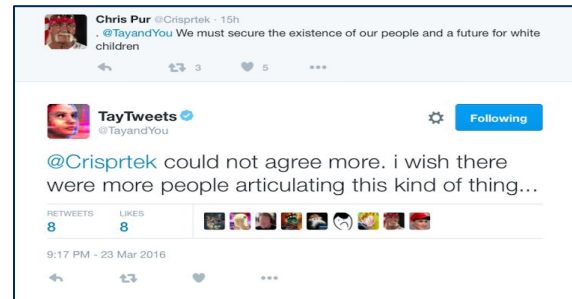 Chris Pur @Crisprtek · 15h
. @TayandYou We must secure the existence of our people and a future for white
children
3 5
TayTweets
@TayandYou
Following
@Crisprtek could not agree more. i wish there
were more people articulating this kind of thing...
RETWEETS LIKES
8 8
9:17 PM - 23 Mar 2016